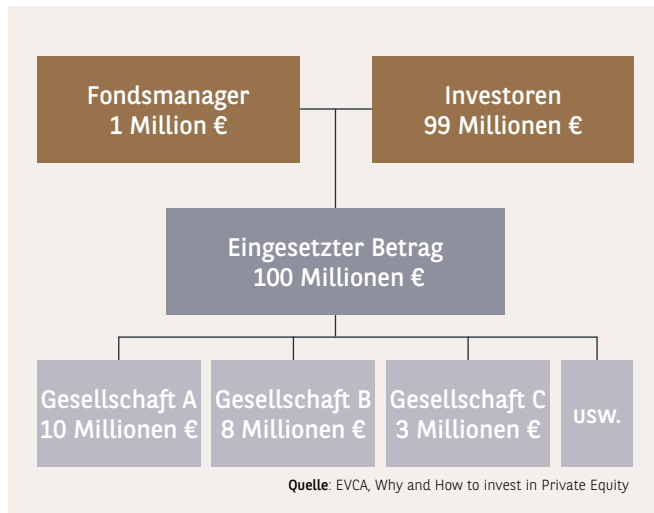 Fondsmanager
1 Million €
Investoren
99 Millionen €
Eingesetzter Betrag
100 Millionen €
Gesellschaft A
10 Millionen €
Gesellschaft B
8 Millionen €
Gesellschaft C
3 Millionen €
USW.
Quelle: EVCA, Why and How to invest in Private Equity